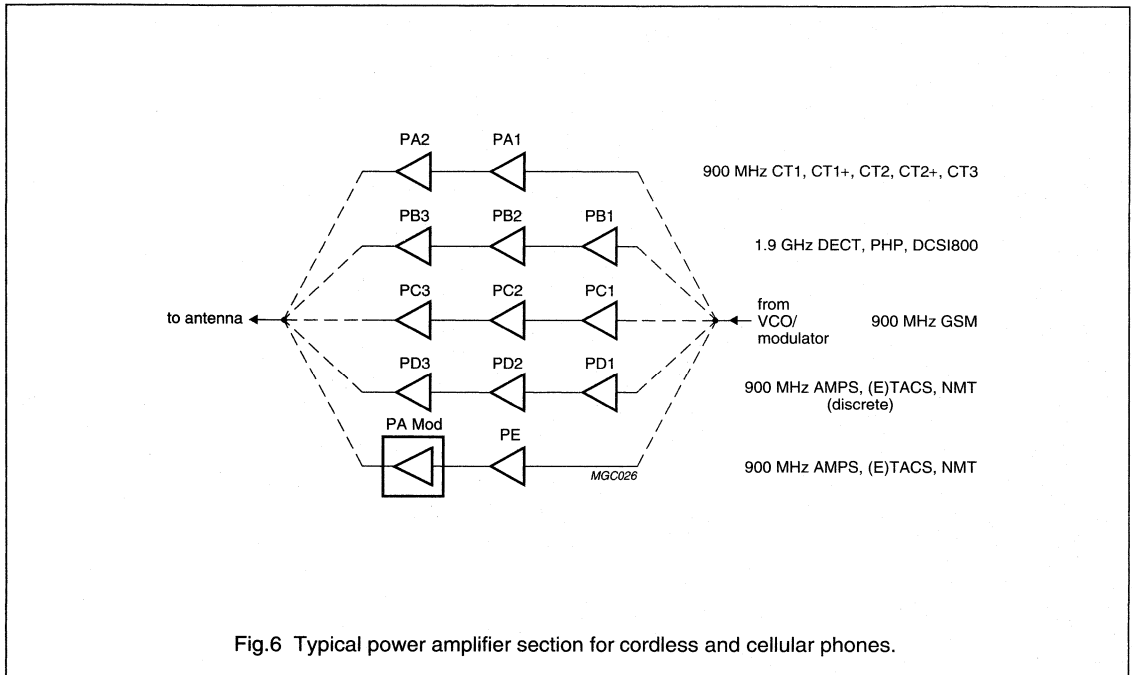 PA2 PA1
900 MHz CT1, CT1+, CT2, CT2+, CT3
PB3 PB2 PB1
1.9 GHz DECT, PHP, DCSI800
PC3 PC2 PC1
to antenna
from
VCO/
modulator
900 MHz GSM
PD3 PD2 PD1
900 MHz AMPS, (E)TACS, NMT
(discrete)
PA Mod PE
MGC026
900 MHz AMPS, (E)TACS, NMT
Fig.6 Typical power amplifier section for cordless and cellular phones.